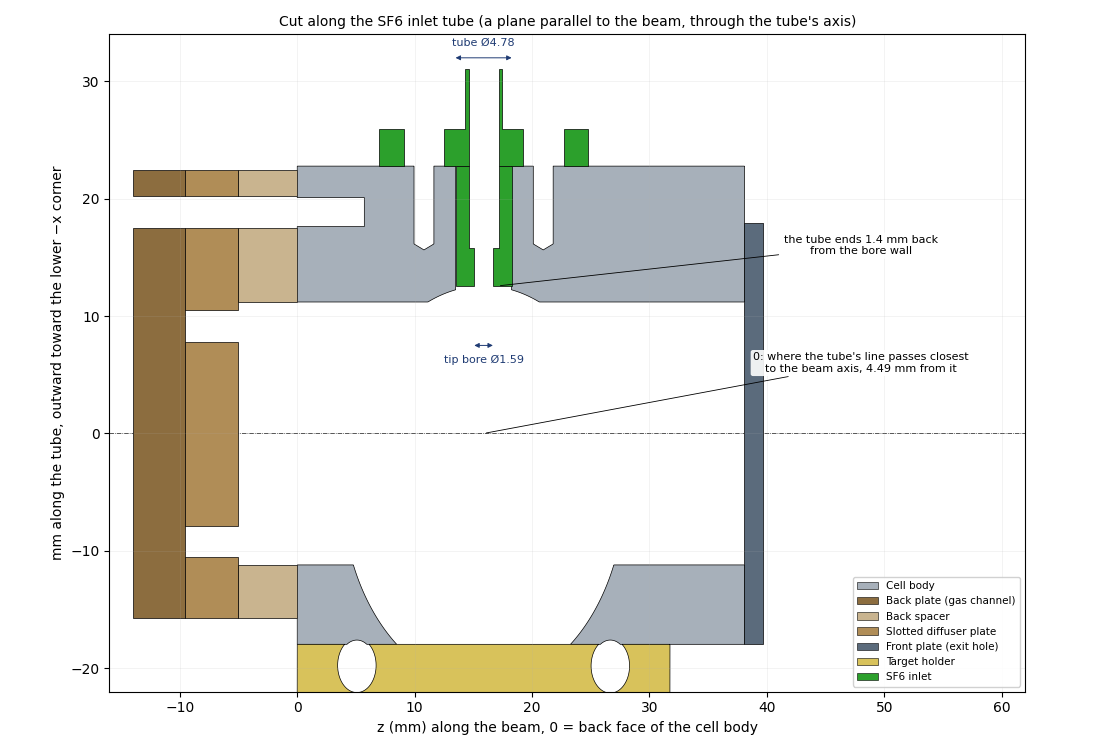 Cut along the SF6 inlet tube (a plane parallel to the beam, through the tube's axis)
tube Ø4.78
the tube ends 1.4 mm back
from the bore wall
tip bore Ø1.59
0: where the tube's line passes closest
to the beam axis, 4.49 mm from it
mm along the tube, outward toward the lower −x corner
30
20
10
0
−10
−20
Cell body
Back plate (gas channel)
Back spacer
Slotted diffuser plate
Front plate (exit hole)
Target holder
SF6 inlet
−10 0 10 20 30 40 50 60
z (mm) along the beam, 0 = back face of the cell body